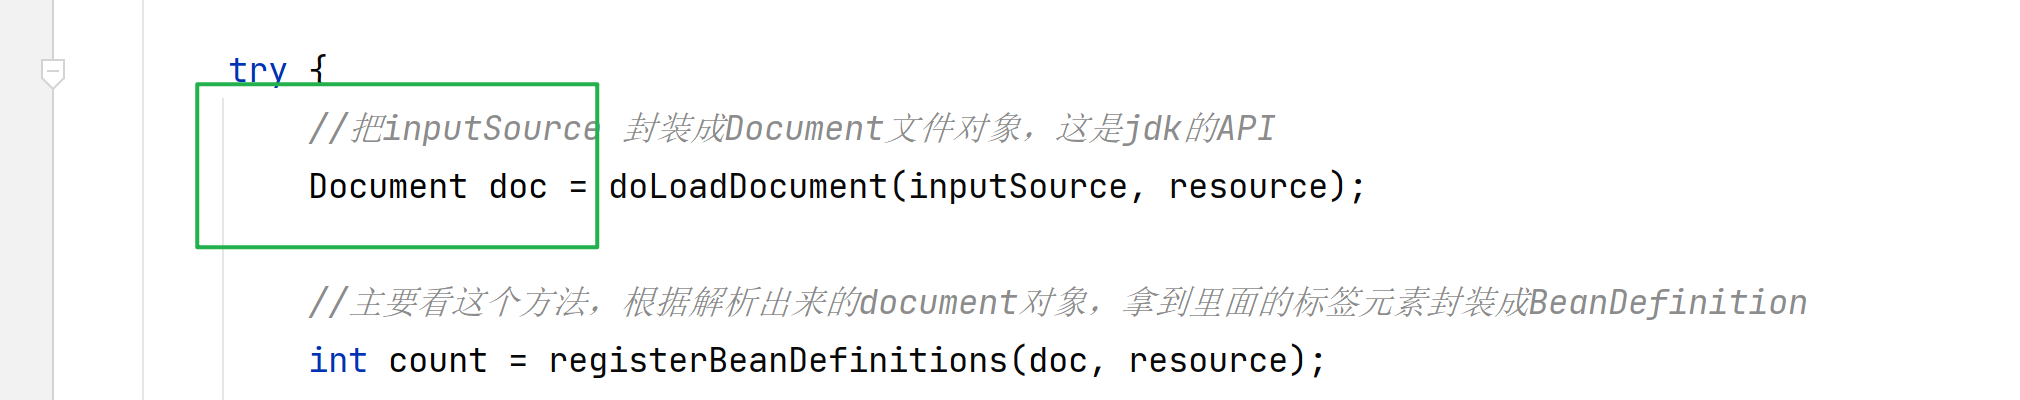 try {
//把inputSource 封装成Document文件对象，这是jdk的API
Document doc = doLoadDocument(inputSource, resource);
//主要看这个方法，根据解析出来的document对象，拿到里面的标签元素封装成BeanDefinition
int count = registerBeanDefinitions(doc, resource);